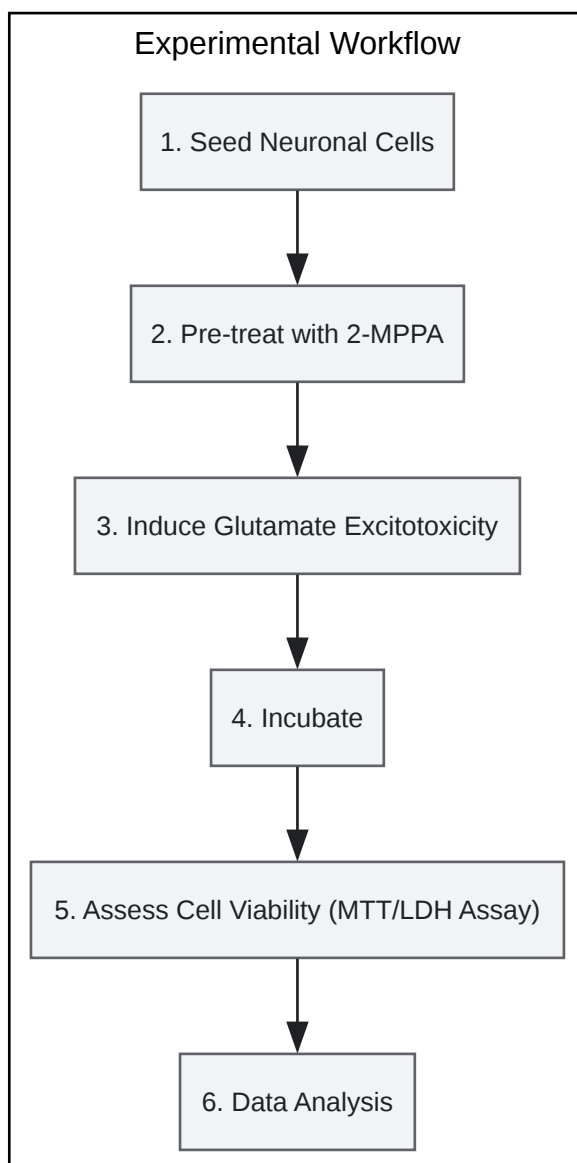 Experimental Workflow
1. Seed Neuronal Cells
2. Pre-treat with 2-MPPA
3. Induce Glutamate Excitotoxicity
4. Incubate
5. Assess Cell Viability (MTT/LDH Assay)
6. Data Analysis